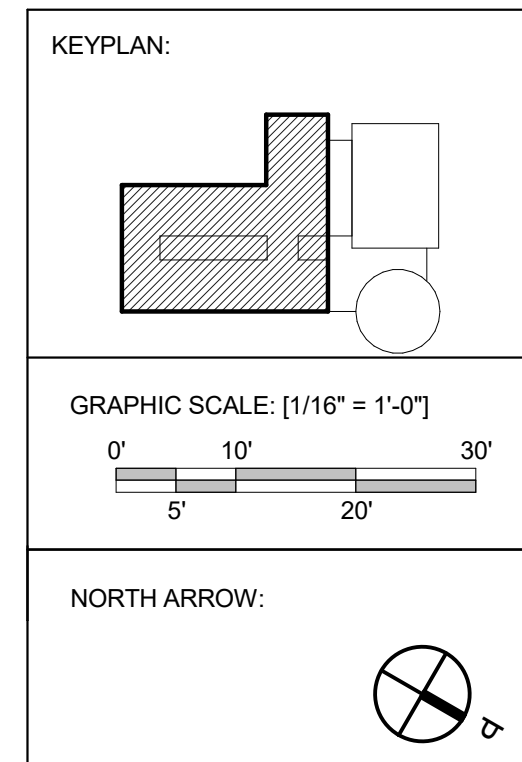 KEYPLAN:
GRAPHIC SCALE: [1/16" = 1'-0"]
0' 10' 30'
5' 20'
NORTH ARROW: